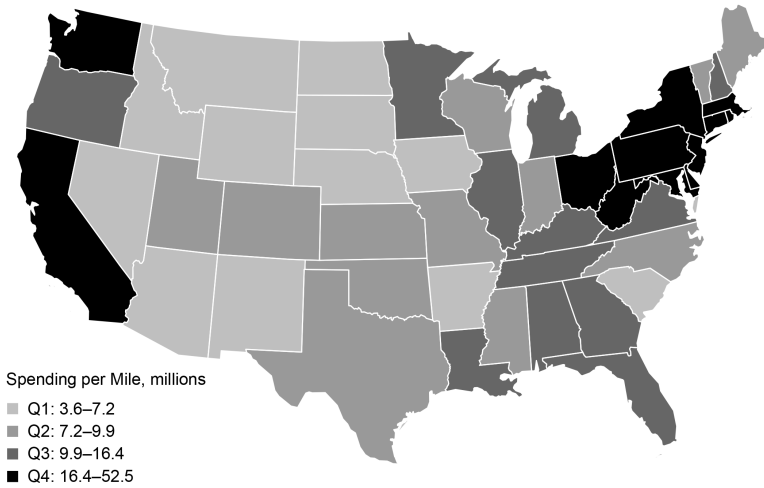 Spending per Mile, millions
Q1: 3.6–7.2
Q2: 7.2–9.9
Q3: 9.9–16.4
Q4: 16.4–52.5